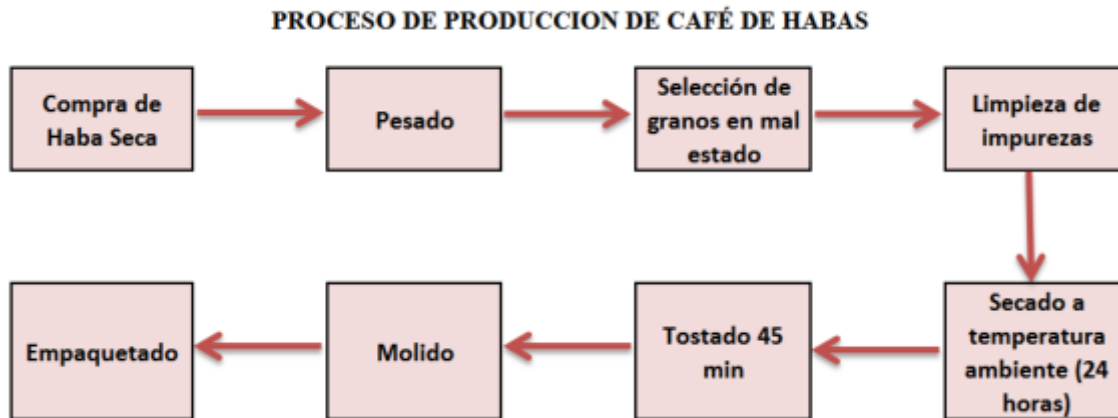 PROCESO DE PRODUCCION DE CAFÉ DE HABAS
Compra de
Haba Seca
Pesado
Selección de
granos en mal
estado
Limpieza de
impurezas
Secado a
temperatura
ambiente (24
horas)
Tostado 45
min
Molido
Empaquetado